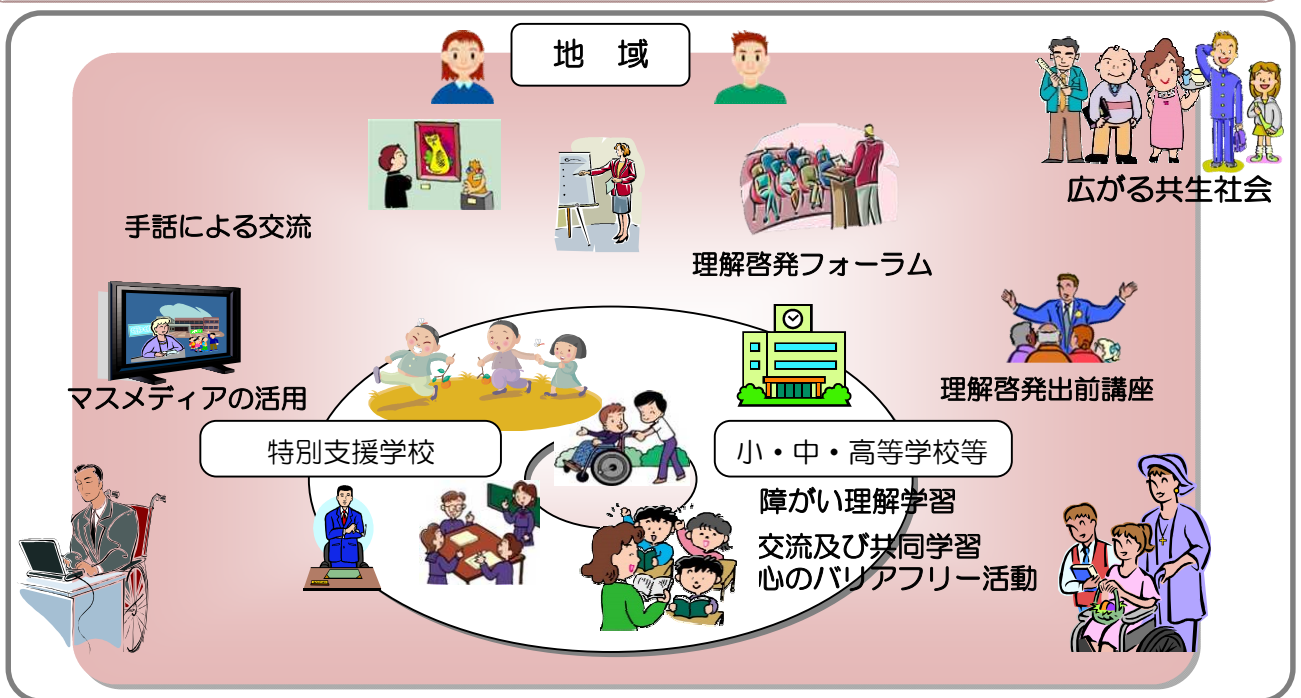 地　域
広がる共生社会
手話による交流
理解啓発フォーラム
マスメディアの活用
理解啓発出前講座
特別支援学校
小・中・高等学校等
障がい理解学習
交流及び共同学習
心のバリアフリー活動